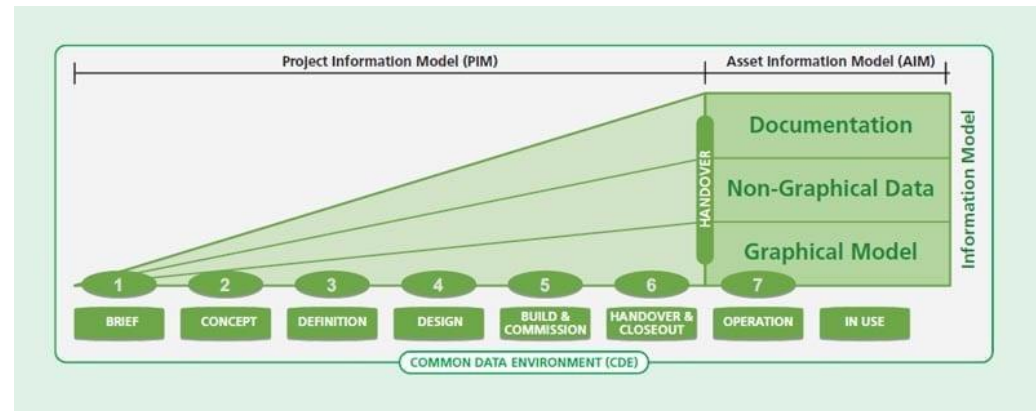 Project Information Model (PIM)
Asset Information Model (AIM)
Documentation
Non-Graphical Data
Graphical Model
HANDOVER
Information Model
1
2
3
4
5
6
7
BRIEF
CONCEPT
DEFINITION
DESIGN
BUILD &
COMMISSION
HANDOVER &
CLOSEOUT
OPERATION
IN USE
COMMON DATA ENVIRONMENT (CDE)